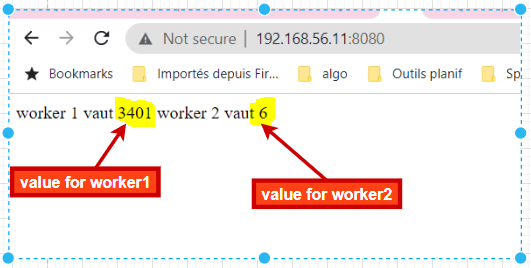 Not secure | 192.168.56.11:8080
Bookmarks Importés depuis Fir... algo Outils planif Sp
worker 1 vaut 3401 worker 2 vaut 6
value for worker1
value for worker2